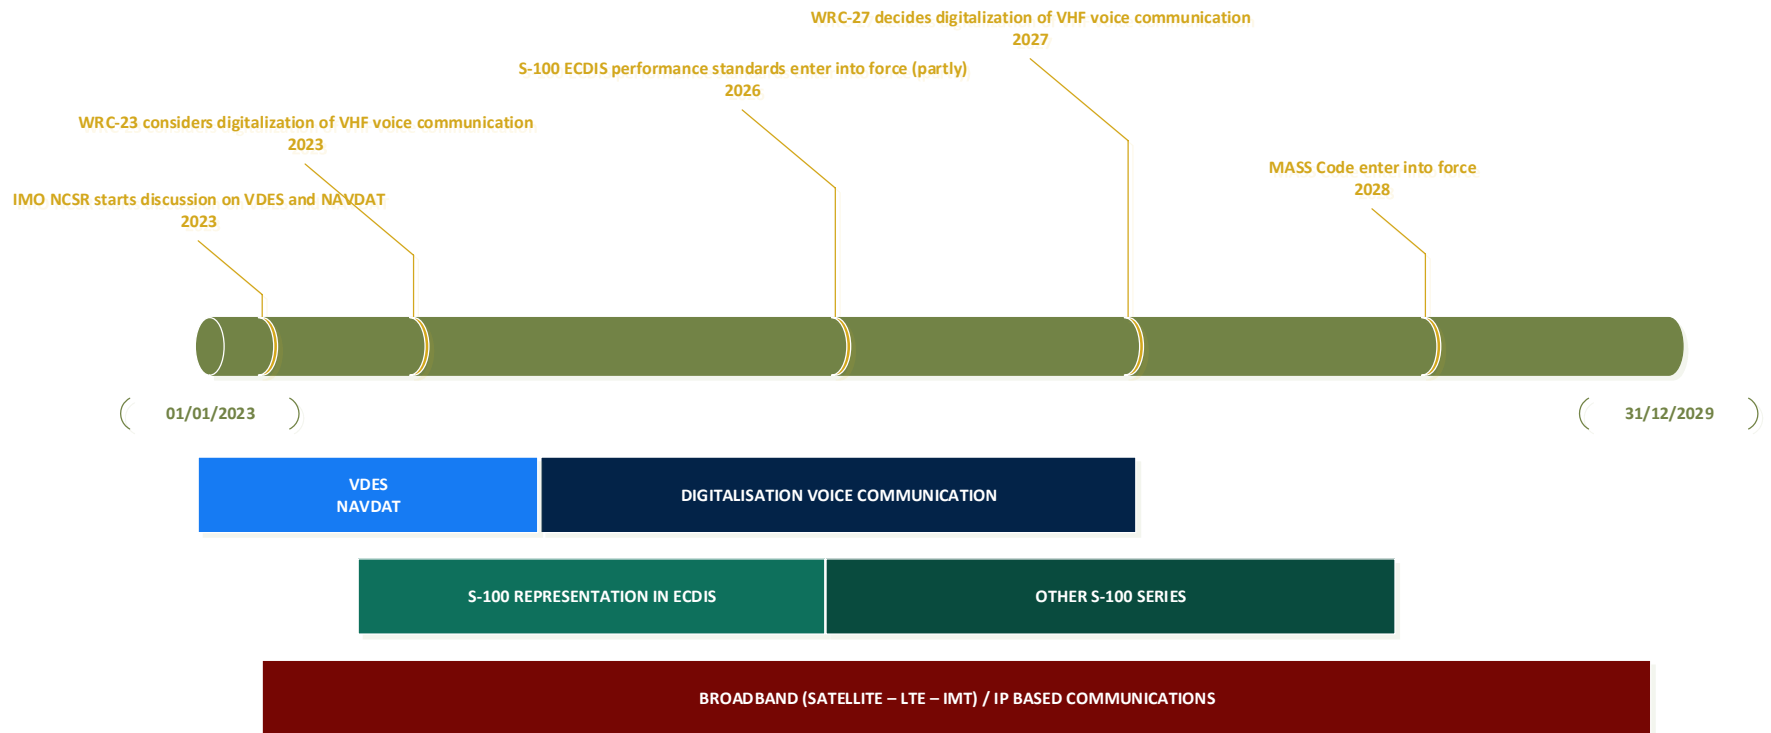 WRC-27 decides digitalization of VHF voice communication
2027
S-100 ECDIS performance standards enter into force (partly)
2026
WRC-23 considers digitalization of VHF voice communication
2023
MASS Code enter into force
2028
IMO NCSR starts discussion on VDES and NAVDAT
2023
01/01/2023
31/12/2029
VDES
NAVDAT
DIGITALISATION VOICE COMMUNICATION
S-100 REPRESENTATION IN ECDIS
OTHER S-100 SERIES
BROADBAND (SATELLITE – LTE – IMT) / IP BASED COMMUNICATIONS